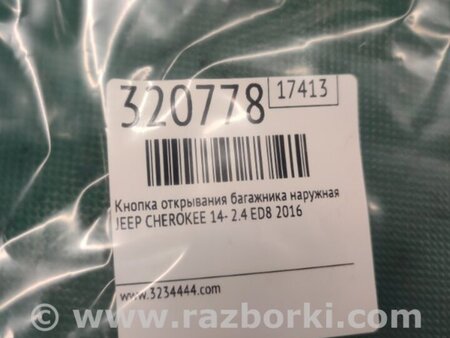 320778
17413
Кнопка открывания багажника наружная
JEEP CHEROKEE 14- 2.4 ED8 2016
www.3234444.com
www.razborki.com